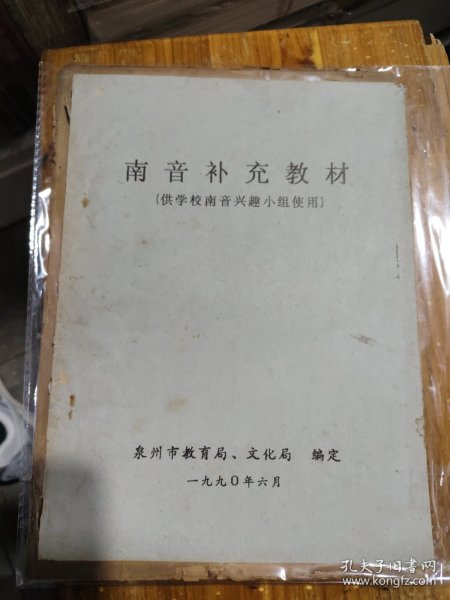 南音补充教材
(供学校南音兴趣小组使用)
泉州市教育局、文化局 编定
一九九0年六月
孔夫子旧书网
www.kongfz.com